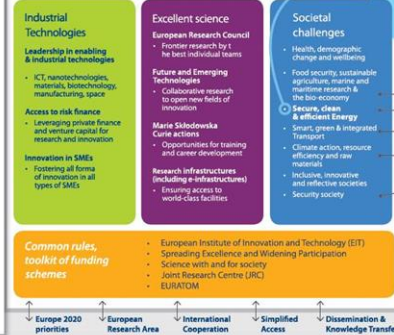 Industrial
Technologies
Leadership in enabling
& industrial technologies
• ICT, nanotechnologies,
materials, biotechnology,
manufacturing, space
Access to risk finance
• Leveraging private finance
and venture capital for
research and innovation
Innovation in SMEs
• Fostering all forma
of innovation in all
types of SMEs
Excellent science
European Research Council
• Frontier research by t
he best individual teams
Future and Emerging
Technologies
• Collaborative research
to open new fields of
innovation
Marie Skłodowska
Curie actions
• Opportunities for training
and career development
Research infrastructures
(including e-infrastructures)
• Ensuring access to
world-class facilities
Societal
challenges
• Health, demographic
change and wellbeing
• Food security, sustainable
agriculture, marine and
maritime research &
the bio-economy
• Secure, clean
& efficient Energy
• Smart, green & integrated
Transport
• Climate action, resource
efficiency and raw
materials
• Inclusive, innovative
and reflective societies
• Security society
Common rules,
toolkit of funding
schemes
• European Institute of Innovation and Technology (EIT)
• Spreading Excellence and Widening Participation
• Science with and for society
• Joint Research Centre (JRC)
• EURATOM
Europe 2020
priorities
European
Research Area
International
Cooperation
Simplified
Access
Dissemination &
Knowledge Transfe